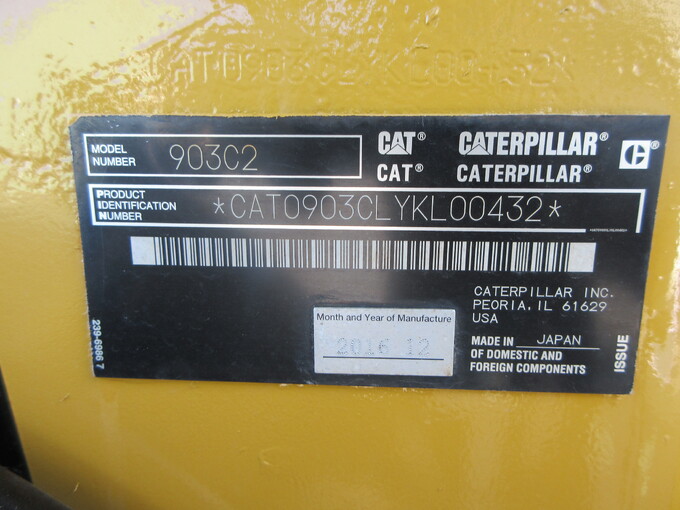 MODEL
NUMBER
903C2
CAT® CATERPILLAR®
CAT® CATERPILLAR®
PRODUCT
IDENTIFICATION
NUMBER
PIN
*CAT0903CLYKL00432*
CATERPILLAR INC.
PEORIA, IL 61629
USA
Month and Year of Manufacture
2016 12
MADE IN JAPAN
OF DOMESTIC AND
FOREIGN COMPONENTS
ISSUE
239-6986 7